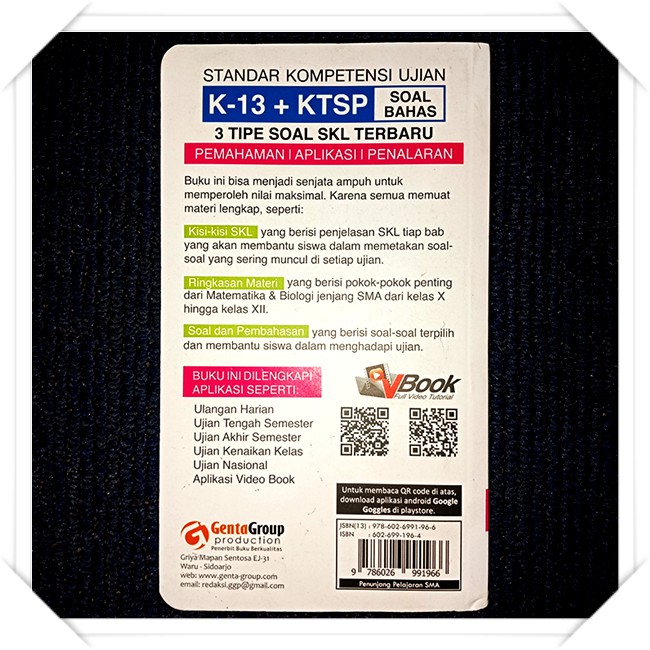 STANDAR KOMPETENSI UJIAN
K-13 + KTSP SOAL BAHAS
3 TIPE SOAL SKL TERBARU
PEMAHAMAN | APLIKASI | PENALARAN
Buku ini bisa menjadi senjata ampuh untuk
memperoleh nilai maksimal. Karena semua memuat
materi lengkap, seperti:
Kisi-kisi SKL yang berisi penjelasan SKL tiap bab
yang akan membantu siswa dalam memetakan soal-
soal yang sering muncul di setiap ujian.
Ringkasan Materi yang berisi pokok-pokok penting
dari Matematika & Biologi jenjang SMA dari kelas X
hingga kelas XII.
Soal dan Pembahasan yang berisi soal-soal terpilih
dan membantu siswa dalam menghadapi ujian.
BUKU INI DILENGKAPI
APLIKASI SEPERTI:
Ulangan Harian
Ujian Tengah Semester
Ujian Akhir Semester
Ujian Kenaikan Kelas
Ujian Nasional
Aplikasi Video Book
VBook
Full Video Tutorial
Untuk membaca QR code di atas,
download aplikasi android Google
Goggles di playstore.
GentaGroup
production
Penerbit Buku Berkualitas
Griya Mapan Sentosa EJ-31
Waru - Sidoarjo
web: www.genta-group.com
email: redaksi.ggp@gmail.com
ISBN(13) : 978-602-6991-96-6
ISBN : 602-699-196-4
9 786026 991966
Penunjang Pelajaran SMA